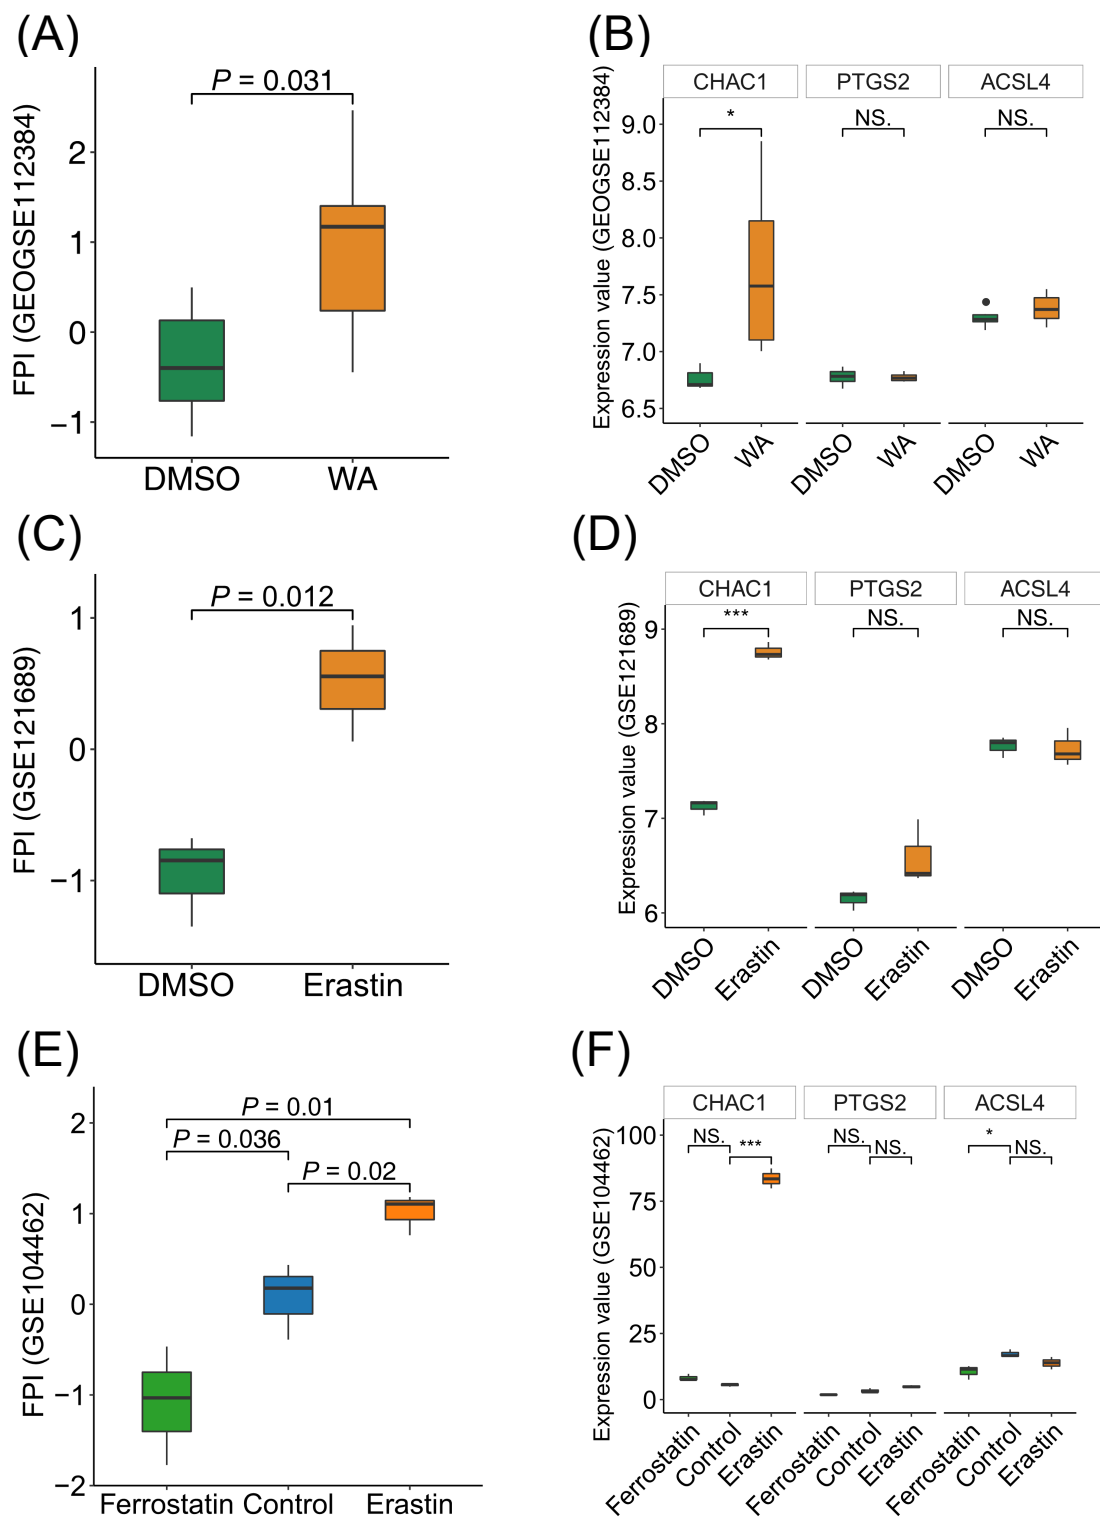 (A)
P = 0.031
FPI (GEOGSE112384)
2
1
0
−1
DMSO WA
(B)
CHAC1 PTGS2 ACSL4
* NS. NS.
Expression value (GEOGSE112384)
9.0
8.5
8.0
7.5
7.0
6.5
DMSO WA DMSO WA DMSO WA
(C)
P = 0.012
FPI (GSE121689)
1
0
−1
DMSO Erastin
(D)
CHAC1 PTGS2 ACSL4
*** NS. NS.
Expression value (GSE121689)
9
8
7
6
DMSO Erastin DMSO Erastin DMSO Erastin
(E)
P = 0.01
P = 0.036
P = 0.02
FPI (GSE104462)
2
1
0
−1
−2
Ferrostatin Control Erastin
(F)
CHAC1 PTGS2 ACSL4
NS. *** NS. NS. * NS.
Expression value (GSE104462)
100
75
50
25
0
Ferrostatin Control Erastin Ferrostatin Control Erastin Ferrostatin Control Erastin